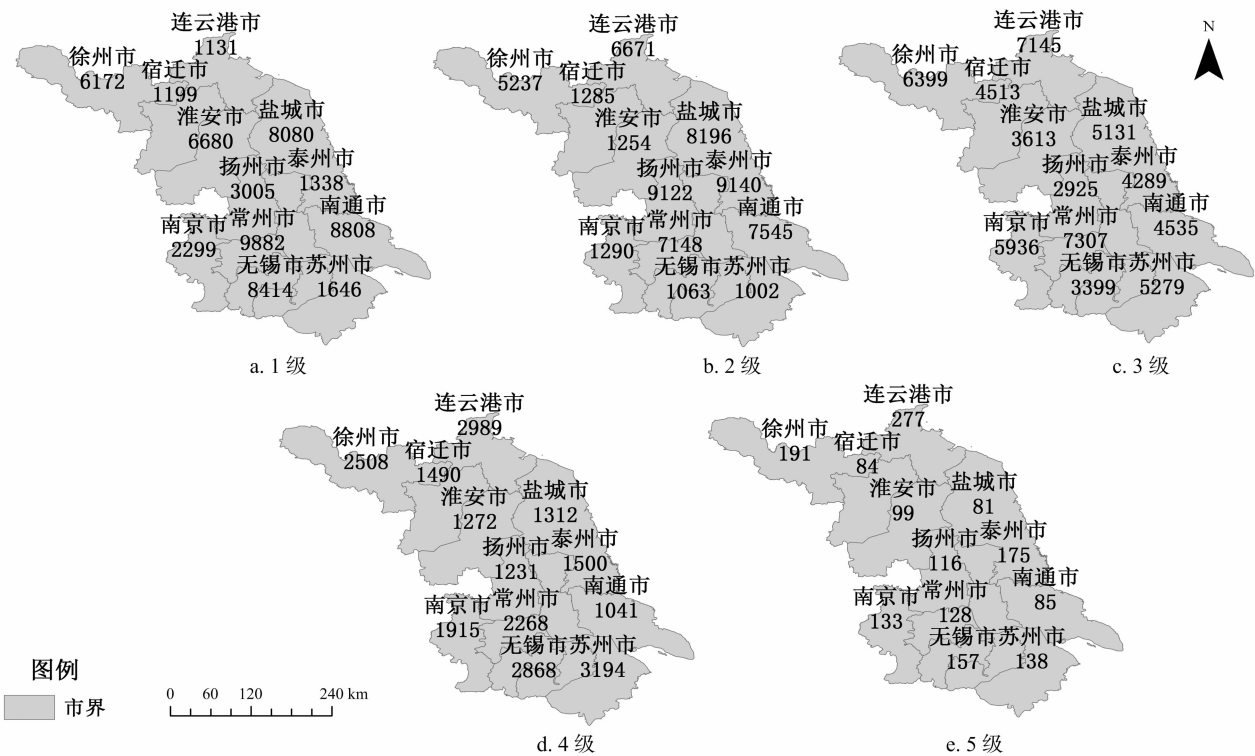 连云港市
1131
徐州市
6172
宿迁市
1199
淮安市
6680
盐城市
8080
扬州市
3005
泰州市
1338
南通市
8808
南京市
2299
常州市
9882
无锡市
8414
苏州市
1646
a. 1 级
连云港市
6671
徐州市
5237
宿迁市
1285
淮安市
1254
盐城市
8196
扬州市
9122
泰州市
9140
南通市
7545
南京市
1290
常州市
7148
无锡市
1063
苏州市
1002
b. 2 级
N
连云港市
7145
徐州市
6399
宿迁市
4513
淮安市
3613
盐城市
5131
扬州市
2925
泰州市
4289
南通市
4535
南京市
5936
常州市
7307
无锡市
3399
苏州市
5279
c. 3 级
连云港市
2989
徐州市
2508
宿迁市
1490
淮安市
1272
盐城市
1312
扬州市
1231
泰州市
1500
南通市
1041
南京市
1915
常州市
2268
无锡市
2868
苏州市
3194
d. 4 级
连云港市
277
徐州市
191
宿迁市
84
淮安市
99
盐城市
81
扬州市
116
泰州市
175
南通市
85
南京市
133
常州市
128
无锡市
157
苏州市
138
e. 5 级
图例
市界
0 60 120 240 km